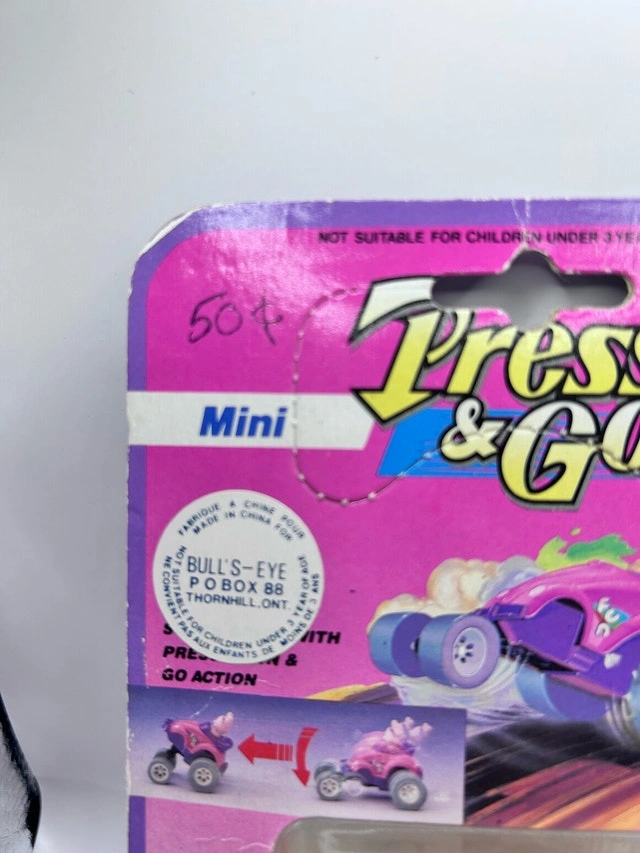 NOT SUITABLE FOR CHILDREN UNDER 3
50¢
Press
& Go
Mini
FABRIQUE A CHINE POUR
MADE IN CHINA FOR
BULL'S-EYE
P O BOX 88
THORNHILL, ONT.
NOT SUITABLE FOR CHILDREN UNDER 3 YEAR OF AGE
NE CONVIENT PAS AUX ENFANTS DE MOINS DE 3 ANS
WITH
&
GO ACTION